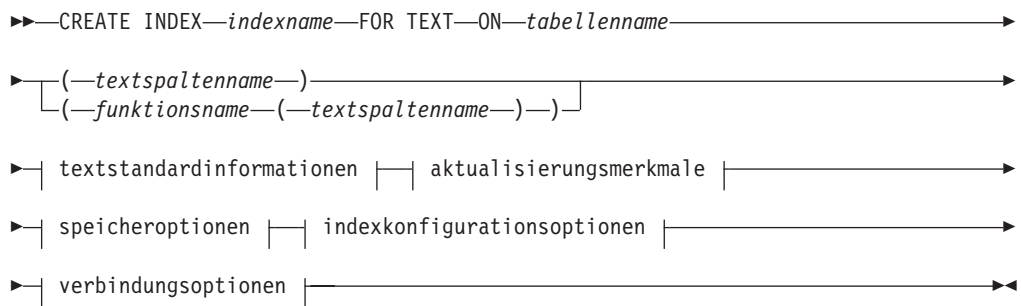 CREATE INDEX indexname FOR TEXT ON tabellenname
( textspaltenname )
( funktionsname ( textspaltenname ) )
textstandardinformationen aktualisierungsmerkmale
speicheroptionen indexkonfigurationsoptionen
verbindungsoptionen